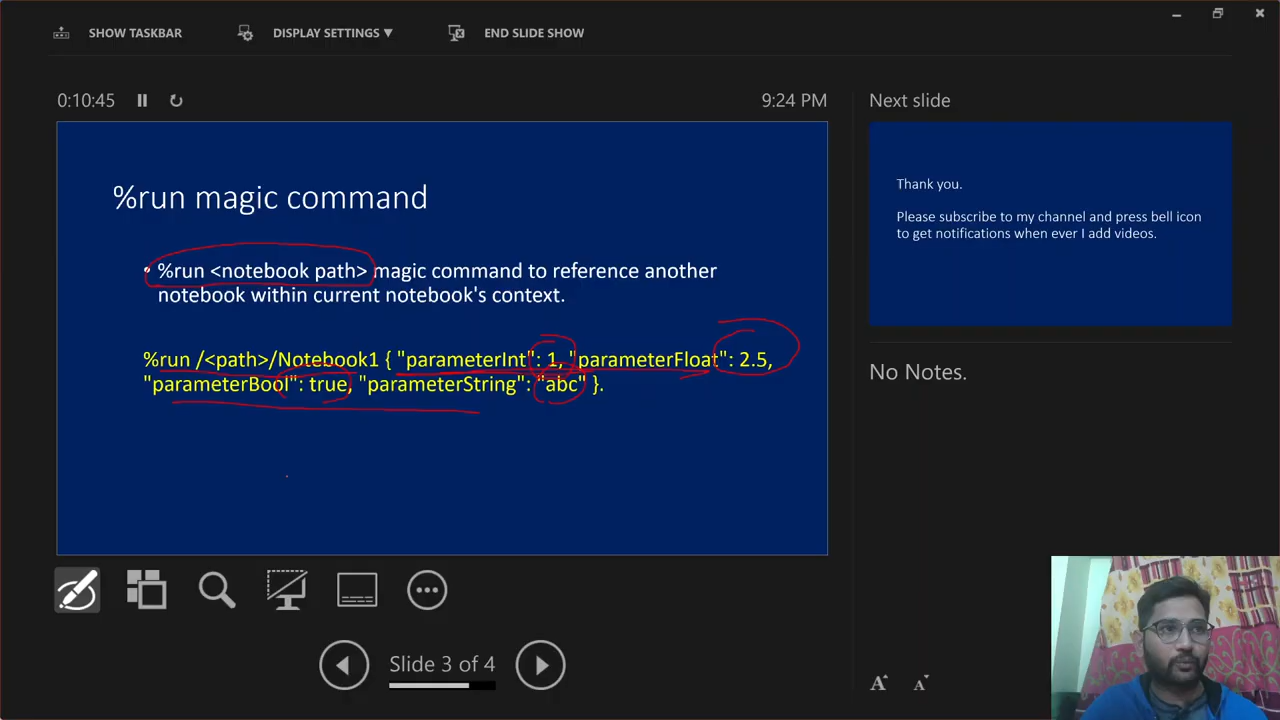 SHOW TASKBAR
DISPLAY SETTINGS ▼
END SLIDE SHOW
0:10:45
9:24 PM
%run magic command
• %run <notebook path> magic command to reference another
notebook within current notebook's context.
%run /<path>/Notebook1 { "parameterInt": 1, "parameterFloat": 2.5,
"parameterBool": true, "parameterString": "abc" }.
Slide 3 of 4
Next slide
Thank you.
Please subscribe to my channel and press bell icon
to get notifications when ever I add videos.
No Notes.
A A